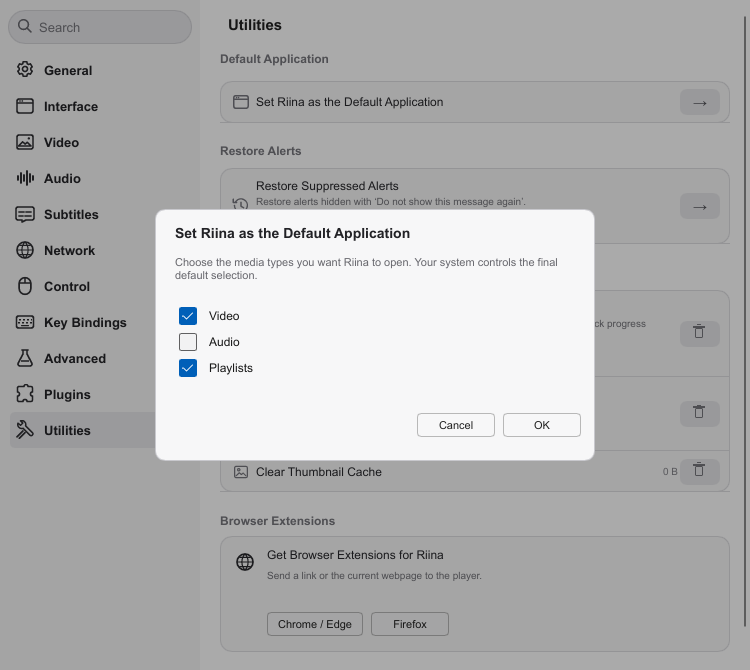 Search
General
Interface
Video
Audio
Subtitles
Network
Control
Key Bindings
Advanced
Plugins
Utilities
Utilities
Default Application
Set Riina as the Default Application
→
Restore Alerts
Restore Suppressed Alerts
Restore alerts hidden with ‘Do not show this message again’.
→
Set Riina as the Default Application
Choose the media types you want Riina to open. Your system controls the final
default selection.
Video
Audio
Playlists
Cancel
OK
progress
Clear Thumbnail Cache
0 B
Browser Extensions
Get Browser Extensions for Riina
Send a link or the current webpage to the player.
Chrome / Edge
Firefox